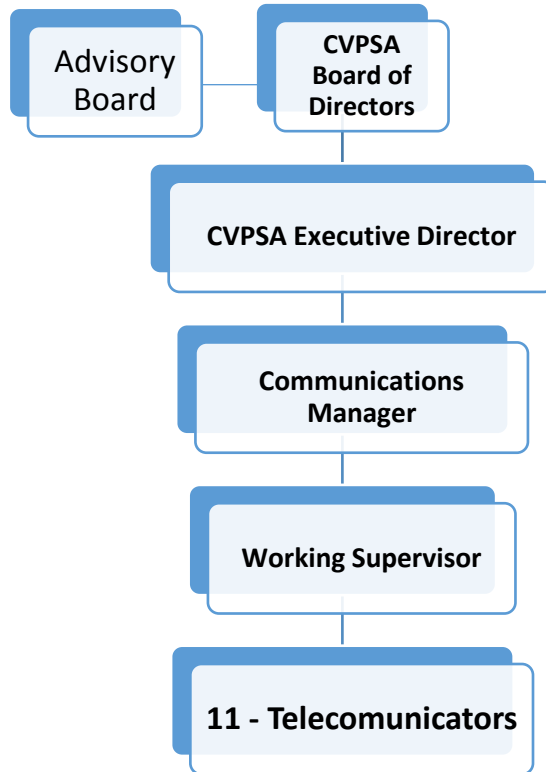 Advisory
Board
CVPSA
Board of
Directors
CVPSA Executive Director
Communications
Manager
Working Supervisor
11 - Telecomunicators